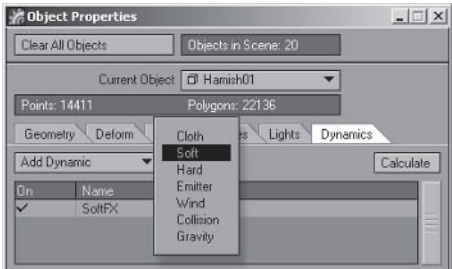 Object Properties
Clear All Objects
Objects in Scene: 20
Current Object
Hamish01
Points: 14411
Polygons: 22136
Geometry
Deform
es
Lights
Dynamics
Add Dynamic
Calculate
Cloth
Soft
Hard
Emitter
Wind
Collision
Gravity
On
Name
SoftFX